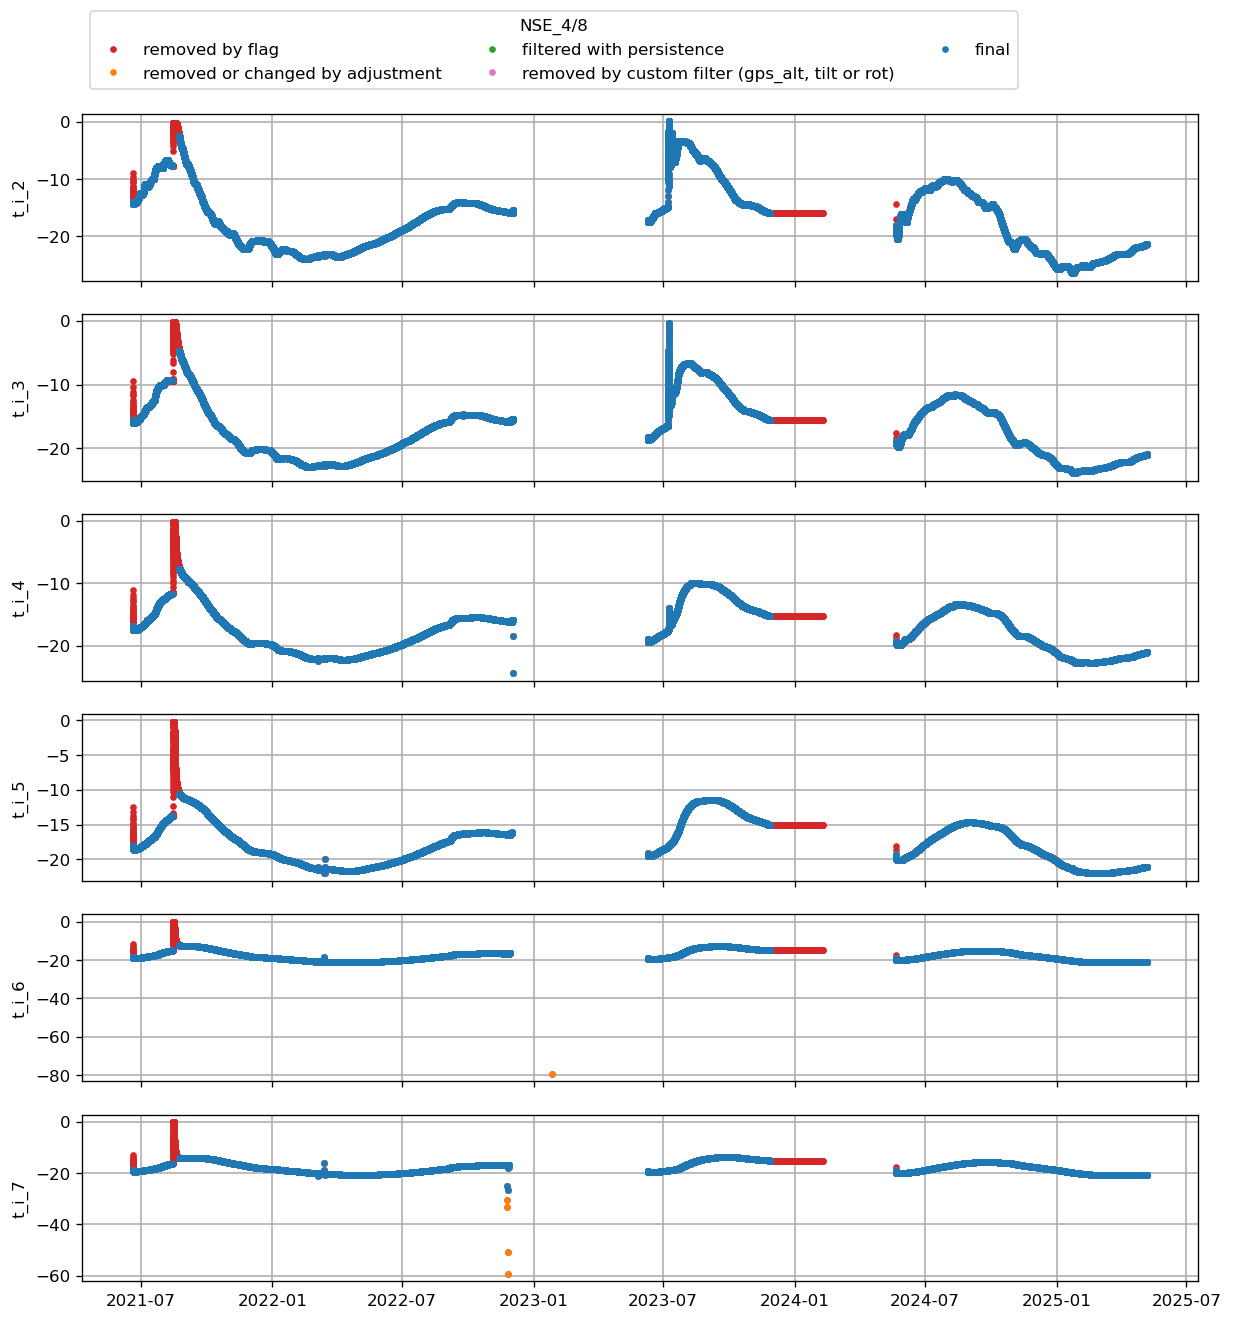 NSE_4/8
removed by flag
filtered with persistence
final
removed or changed by adjustment
removed by custom filter (gps_alt, tilt or rot)
t_i_2
0
−10
−20
t_i_3
0
−10
−20
t_i_4
0
−10
−20
t_i_5
0
−5
−10
−15
−20
t_i_6
0
−20
−40
−60
−80
t_i_7
0
−20
−40
−60
2021-07
2022-01
2022-07
2023-01
2023-07
2024-01
2024-07
2025-01
2025-07